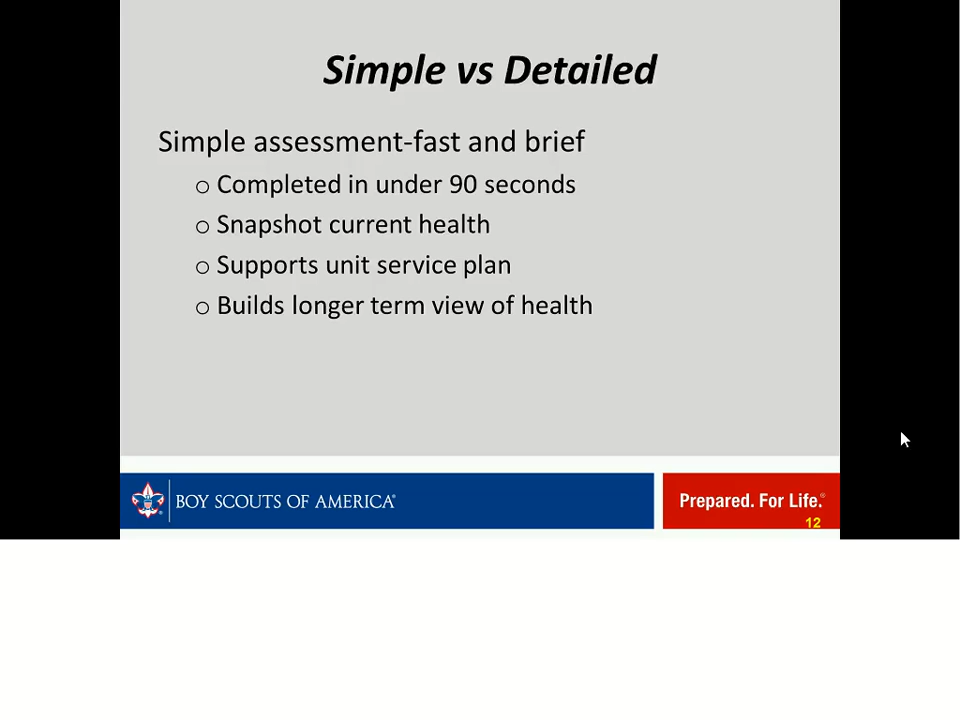 Simple vs Detailed
Simple assessment-fast and brief
o Completed in under 90 seconds
o Snapshot current health
o Supports unit service plan
o Builds longer term view of health
BOY SCOUTS OF AMERICA®
Prepared. For Life.®
12